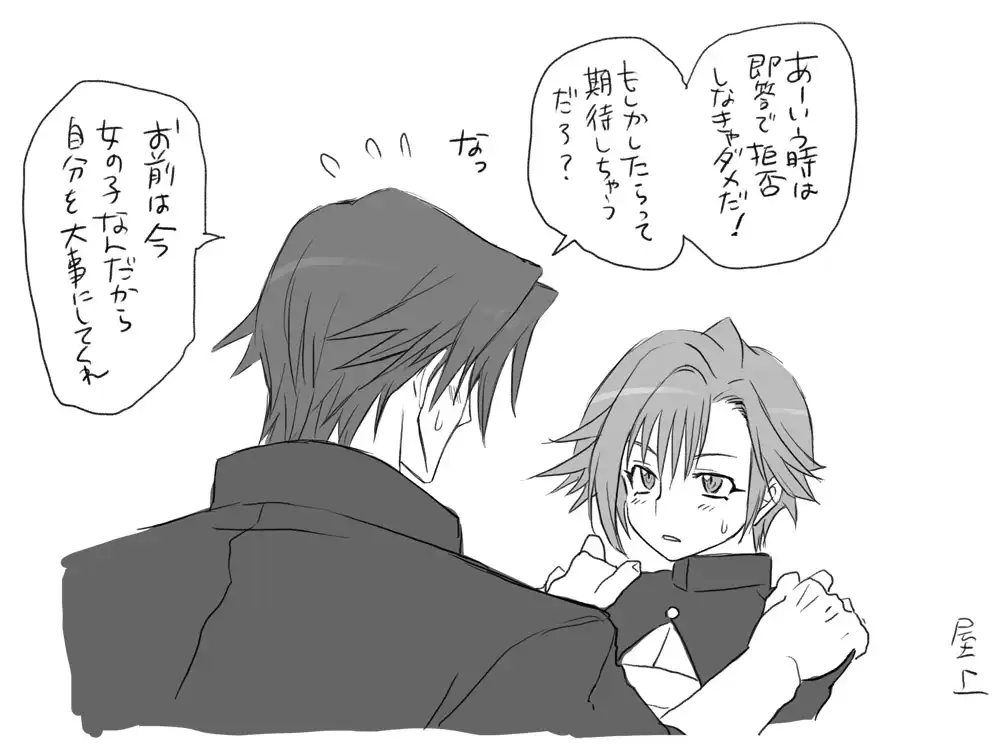 あーいう時は
即答で拒否
しなきゃダメだ!
もしかしたらって
期待しちゃう
だろ?
なっ
お前は今
女の子なんだから
自分を大事にしてくれ
屋上